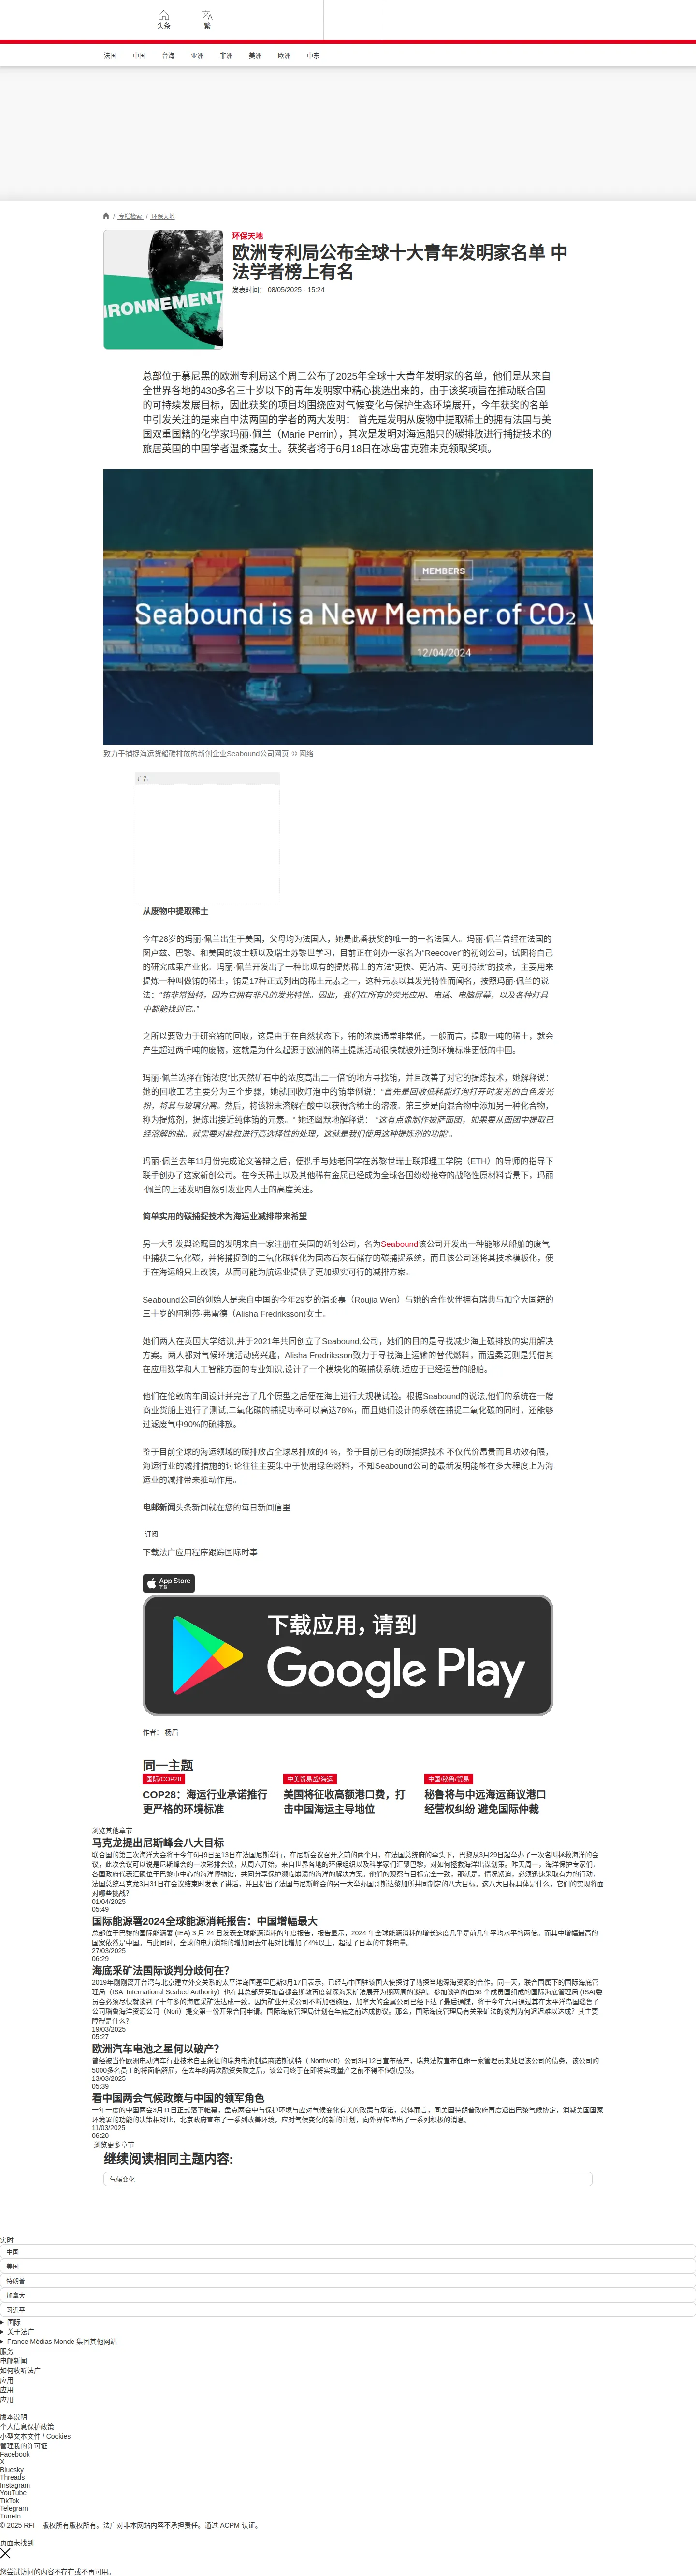 头条
繁
法国 中国 台海 亚洲 非洲 美洲 欧洲 中东
/ 专栏检索 / 环保天地
IRONNEMENT
环保天地
欧洲专利局公布全球十大青年发明家名单 中
法学者榜上有名
发表时间： 08/05/2025 - 15:24
总部位于慕尼黑的欧洲专利局这个周二公布了2025年全球十大青年发明家的名单，他们是从来自
全世界各地的430多名三十岁以下的青年发明家中精心挑选出来的，由于该奖项旨在推动联合国
的可持续发展目标，因此获奖的项目均围绕应对气候变化与保护生态环境展开，今年获奖的名单
中引发关注的是来自中法两国的学者的两大发明： 首先是发明从废物中提取稀土的拥有法国与美
国双重国籍的化学家玛丽·佩兰（Marie Perrin），其次是发明对海运船只的碳排放进行捕捉技术的
旅居英国的中国学者温柔嘉女士。获奖者将于6月18日在冰岛雷克雅未克领取奖项。
MEMBERS
Seabound is a New Member of CO₂ V
12/04/2024
致力于捕捉海运货船碳排放的新创企业Seabound公司网页 © 网络
广告
从废物中提取稀土
今年28岁的玛丽·佩兰出生于美国，父母均为法国人，她是此番获奖的唯一的一名法国人。玛丽·佩兰曾经在法国的
图卢兹、巴黎、和美国的波士顿以及瑞士苏黎世学习，目前正在创办一家名为“Reecover”的初创公司，试图将自己
的研究成果产业化。玛丽·佩兰开发出了一种比现有的提炼稀土的方法“更快、更清洁、更可持续”的技术，主要用来
提炼一种叫做铕的稀土，铕是17种正式列出的稀土元素之一，这种元素以其发光特性而闻名，按照玛丽·佩兰的说
法：“铕非常独特，因为它拥有非凡的发光特性。因此，我们在所有的荧光应用、电话、电脑屏幕，以及各种灯具
中都能找到它。”
之所以要致力于研究铕的回收，这是由于在自然状态下，铕的浓度通常非常低，一般而言，提取一吨的稀土，就会
产生超过两千吨的废物，这就是为什么起源于欧洲的稀土提炼活动很快就被外迁到环境标准更低的中国。
玛丽·佩兰选择在铕浓度“比天然矿石中的浓度高出二十倍”的地方寻找铕，并且改善了对它的提炼技术，她解释说：
她的回收工艺主要分为三个步骤，她就回收灯泡中的铕举例说：“首先是回收低耗能灯泡打开时发光的白色发光
粉，将其与玻璃分离。然后，将该粉末溶解在酸中以获得含稀土的溶液。第三步是向混合物中添加另一种化合物，
称为提炼剂，提炼出接近纯体铕的元素。“ 她还幽默地解释说： “这有点像制作披萨面团，如果要从面团中提取已
经溶解的盐。就需要对盐粒进行高选择性的处理，这就是我们使用这种提炼剂的功能”。
玛丽·佩兰去年11月份完成论文答辩之后，便携手与她老同学在苏黎世瑞士联邦理工学院（ETH）的导师的指导下
联手创办了这家新创公司。在今天稀土以及其他稀有金属已经成为全球各国纷纷抢夺的战略性原材料背景下，玛丽
·佩兰的上述发明自然引发业内人士的高度关注。
简单实用的碳捕捉技术为海运业减排带来希望
另一大引发舆论瞩目的发明来自一家注册在英国的新创公司，名为Seabound该公司开发出一种能够从船舶的废气
中捕获二氧化碳，并将捕捉到的二氧化碳转化为固态石灰石储存的碳捕捉系统，而且该公司还将其技术模板化，便
于在海运船只上改装，从而可能为航运业提供了更加现实可行的减排方案。
Seabound公司的创始人是来自中国的今年29岁的温柔嘉（Roujia Wen）与她的合作伙伴拥有瑞典与加拿大国籍的
三十岁的阿利莎·弗雷德（Alisha Fredriksson)女士。
她们两人在英国大学结识,并于2021年共同创立了Seabound,公司，她们的目的是寻找减少海上碳排放的实用解决
方案。两人都对气候环境活动感兴趣，Alisha Fredriksson致力于寻找海上运输的替代燃料，而温柔嘉则是凭借其
在应用数学和人工智能方面的专业知识,设计了一个模块化的碳捕获系统,适应于已经运营的船舶。
他们在伦敦的车间设计并完善了几个原型之后便在海上进行大规模试验。根据Seabound的说法,他们的系统在一艘
商业货船上进行了测试,二氧化碳的捕捉功率可以高达78%，而且她们设计的系统在捕捉二氧化碳的同时，还能够
过滤废气中90%的硫排放。
鉴于目前全球的海运领域的碳排放占全球总排放的4 %，鉴于目前已有的碳捕捉技术 不仅代价昂贵而且功效有限，
海运行业的减排措施的讨论往往主要集中于使用绿色燃料，不知Seabound公司的最新发明能够在多大程度上为海
运业的减排带来推动作用。
电邮新闻头条新闻就在您的每日新闻信里
订阅
下载法广应用程序跟踪国际时事
App Store
下载
下载应用，请到
Google Play
作者： 杨眉
同一主题
国际/COP28
COP28：海运行业承诺推行
更严格的环境标准
中美贸易战/海运
美国将征收高额港口费，打
击中国海运主导地位
中国/秘鲁/贸易
秘鲁将与中远海运商议港口
经营权纠纷 避免国际仲裁
浏览其他章节
马克龙提出尼斯峰会八大目标
联合国的第三次海洋大会将于今年6月9日至13日在法国尼斯举行，在尼斯会议召开之前的两个月，在法国总统府的牵头下，巴黎从3月29日起举办了一次名叫拯救海洋的会
议，此次会议可以说是尼斯峰会的一次彩排会议，从周六开始，来自世界各地的环保组织以及科学家们汇聚巴黎，对如何拯救海洋出谋划策。昨天周一，海洋保护专家们，
各国政府代表汇聚位于巴黎市中心的海洋博物馆，共同分享保护濒临崩溃的海洋的解决方案。他们的观察与目标完全一致，那就是，情况紧迫，必须迅速采取有力的行动，
法国总统马克龙3月31日在会议结束时发表了讲话，并且提出了法国与尼斯峰会的另一大举办国哥斯达黎加所共同制定的八大目标。这八大目标具体是什么，它们的实现将面
对哪些挑战？
01/04/2025
05:49
国际能源署2024全球能源消耗报告：中国增幅最大
总部位于巴黎的国际能源署 (IEA) 3 月 24 日发表全球能源消耗的年度报告，报告显示，2024 年全球能源消耗的增长速度几乎是前几年平均水平的两倍。而其中增幅最高的
国家依然是中国。与此同时，全球的电力消耗的增加同去年相对比增加了4%以上，超过了日本的年耗电量。
27/03/2025
06:29
海底采矿法国际谈判分歧何在？
2019年刚刚离开台湾与北京建立外交关系的太平洋岛国基里巴斯3月17日表示，已经与中国驻该国大使探讨了勘探当地深海资源的合作。同一天，联合国属下的国际海底管
理局（ISA International Seabed Authority）也在其总部牙买加首都金斯敦再度就深海采矿法展开为期两周的谈判。参加谈判的由36 个成员国组成的国际海底管理局 (ISA)委
员会必须尽快就谈判了十年多的海底采矿法达成一致，因为矿业开采公司不断加强施压，加拿大的金属公司已经下达了最后通牒，将于今年六月通过其在太平洋岛国瑙鲁子
公司瑙鲁海洋资源公司（Nori）提交第一份开采合同申请。国际海底管理局计划在年底之前达成协议。那么，国际海底管理局有关采矿法的谈判为何迟迟难以达成？其主要
障碍是什么？
19/03/2025
05:27
欧洲汽车电池之星何以破产？
曾经被当作欧洲电动汽车行业技术自主象征的瑞典电池制造商诺斯伏特（ Northvolt）公司3月12日宣布破产，瑞典法院宣布任命一家管理员来处理该公司的债务，该公司的
5000多名员工的将面临解雇，在去年的两次融资失败之后，该公司终于在即将实现量产之前不得不偃旗息鼓。
13/03/2025
05:39
看中国两会气候政策与中国的领军角色
一年一度的中国两会3月11日正式落下帷幕，盘点两会中与保护环境与应对气候变化有关的政策与承诺，总体而言，同美国特朗普政府再度退出巴黎气候协定，消减美国国家
环境署的功能的决策相对比，北京政府宣布了一系列改善环境，应对气候变化的新的计划，向外界传递出了一系列积极的消息。
11/03/2025
06:20
浏览更多章节
继续阅读相同主题内容:
气候变化
实时
中国
美国
特朗普
加拿大
习近平
国际
关于法广
France Médias Monde 集团其他网站
服务
电邮新闻
如何收听法广
应用
应用
应用
版本说明
个人信息保护政策
小型文本文件 / Cookies
管理我的许可证
Facebook
X
Bluesky
Threads
Instagram
YouTube
TikTok
Telegram
TuneIn
© 2025 RFI – 版权所有版权所有。法广对非本网站内容不承担责任。通过 ACPM 认证。
页面未找到
您尝试访问的内容不存在或不再可用。